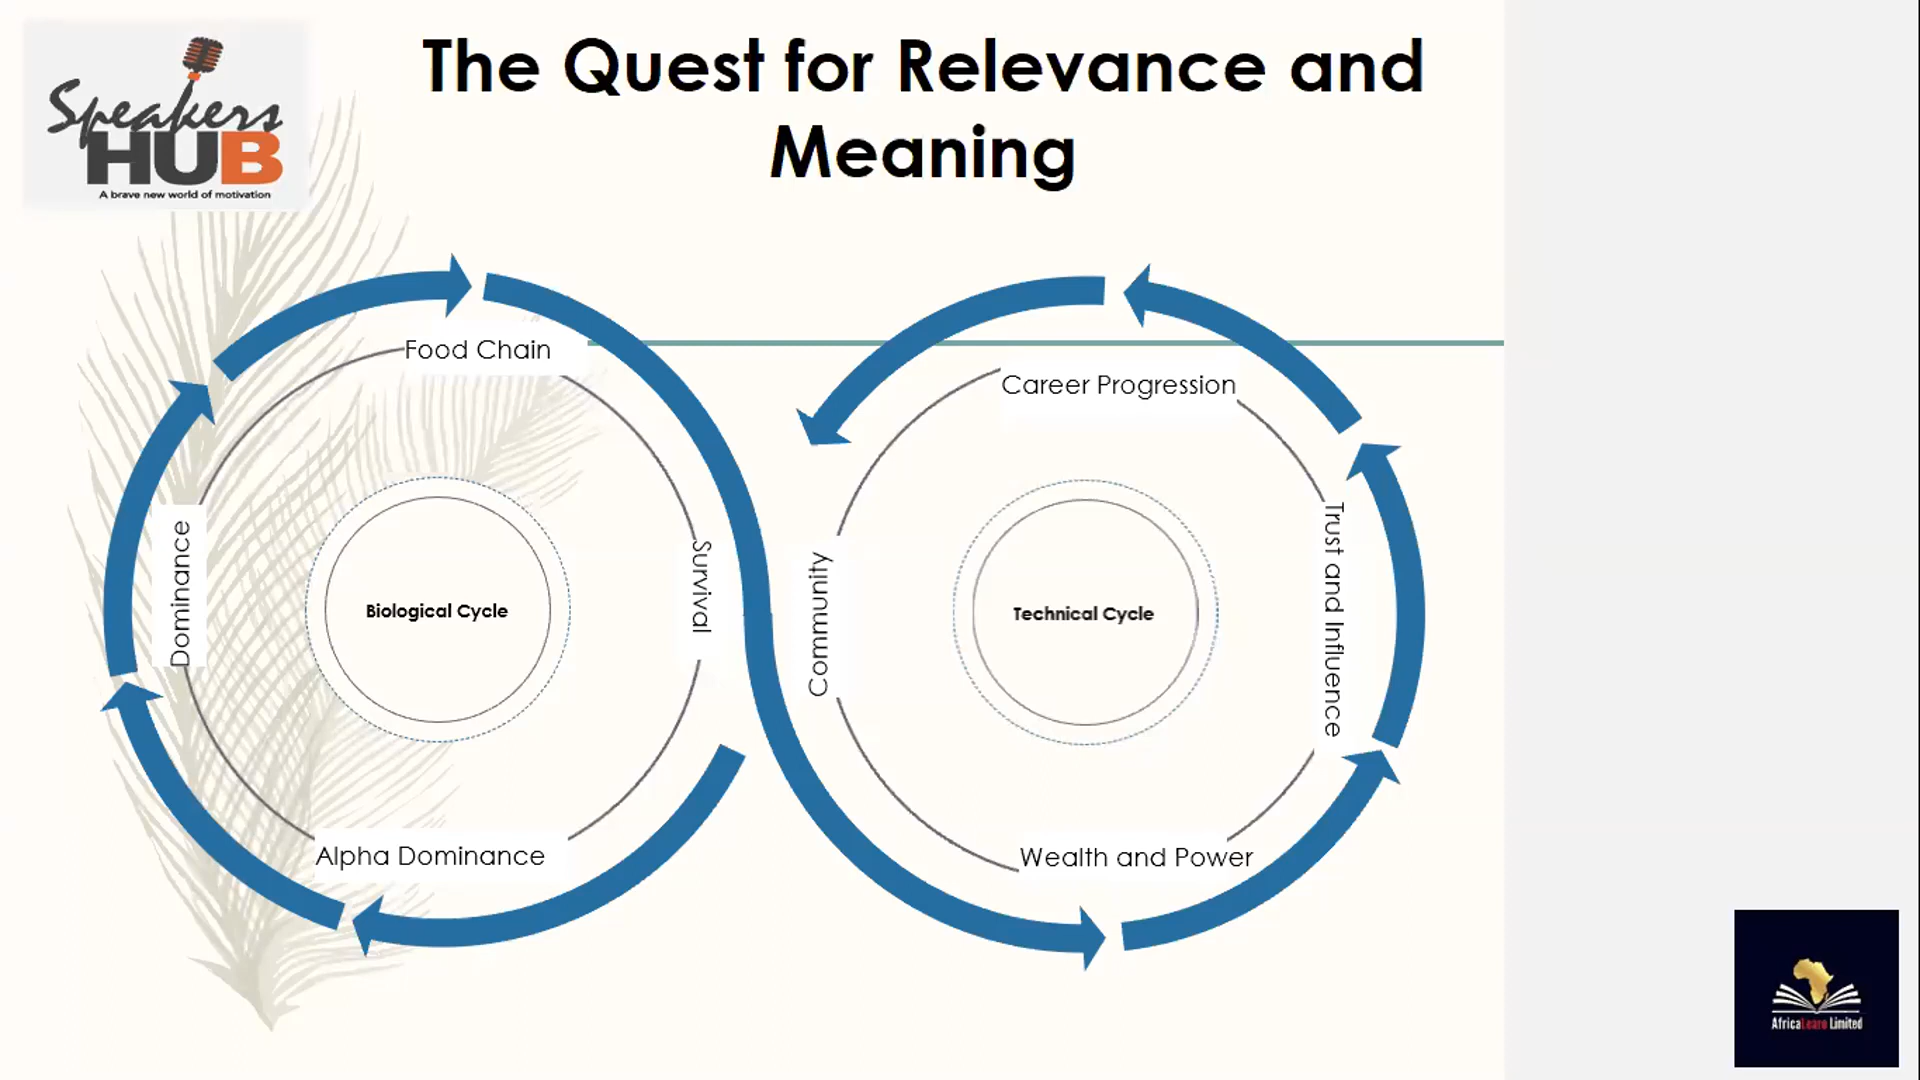 Speakers
HUB
A brave new world of motivation
The Quest for Relevance and
Meaning
Food Chain
Dominance
Biological Cycle
Survival
Alpha Dominance
Career Progression
Community
Technical Cycle
Trust and Influence
Wealth and Power
AfricaLearn Limited